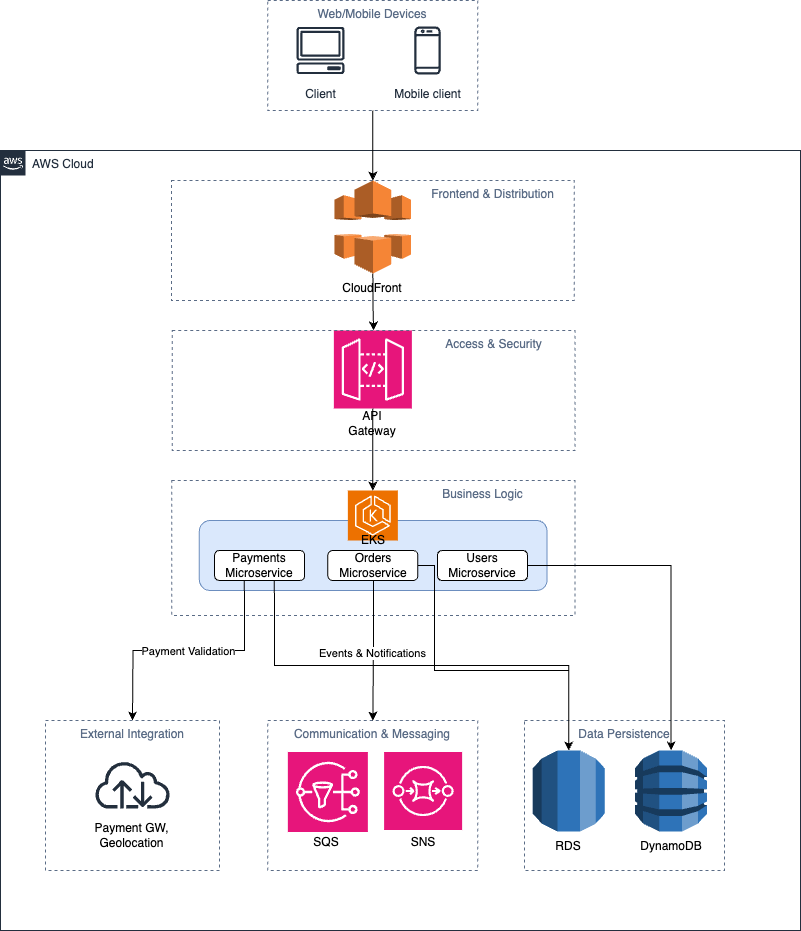 Web/Mobile Devices
Client
Mobile client
aws
AWS Cloud
Frontend & Distribution
CloudFront
Access & Security
</>
API
Gateway
Business Logic
K
EKS
Payments
Microservice
Orders
Microservice
Users
Microservice
Payment Validation
Events & Notifications
External Integration
Payment GW,
Geolocation
Communication & Messaging
SQS
SNS
Data Persistence
RDS
DynamoDB